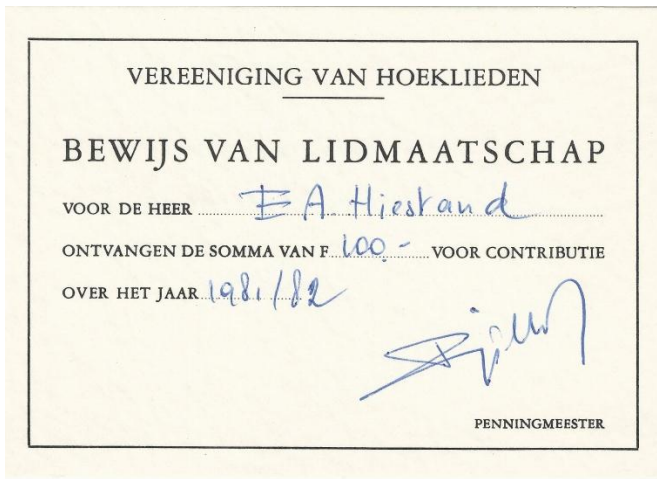 VEREENIGING VAN HOEKLIEDEN
BEWIJS VAN LIDMAATSCHAP
VOOR DE HEER E A Hiestand
ONTVANGEN DE SOMMA VAN F 100,- VOOR CONTRIBUTIE
OVER HET JAAR 1981/82
PENNINGMEESTER